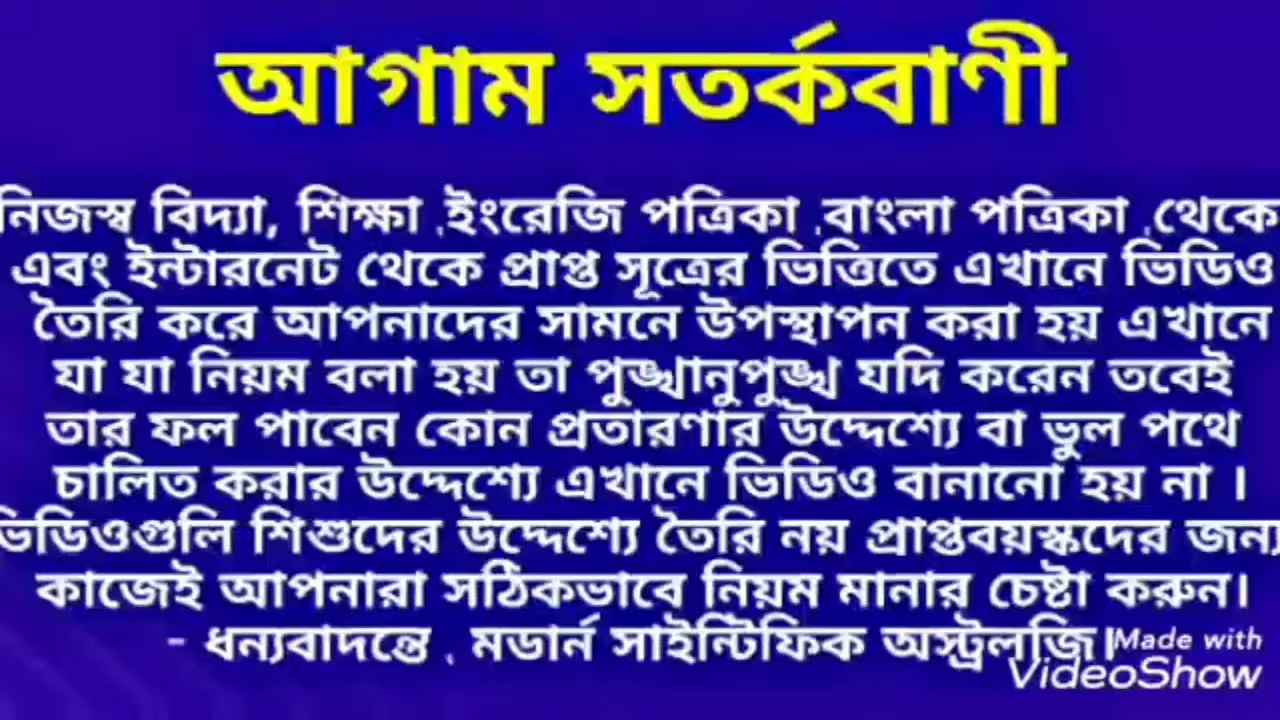 আগাম সতর্কবাণী
নিজস্ব বিদ্যা, শিক্ষা ,ইংরেজি পত্রিকা ,বাংলা পত্রিকা ,থেকে
এবং ইন্টারনেট থেকে প্রাপ্ত সূত্রের ভিত্তিতে এখানে ভিডিও
তৈরি করে আপনাদের সামনে উপস্থাপন করা হয় এখানে
যা যা নিয়ম বলা হয় তা পুঙ্খানুপুঙ্খ যদি করেন তবেই
তার ফল পাবেন কোন প্রতারণার উদ্দেশ্যে বা ভুল পথে
চালিত করার উদ্দেশ্যে এখানে ভিডিও বানানো হয় না ।
ভিডিওগুলি শিশুদের উদ্দেশ্যে তৈরি নয় প্রাপ্তবয়স্কদের জন্য
কাজেই আপনারা সঠিকভাবে নিয়ম মানার চেষ্টা করুন।
- ধন্যবাদন্তে , মডার্ন সাইন্টিফিক অস্ট্রলজি।
Made with
VideoShow